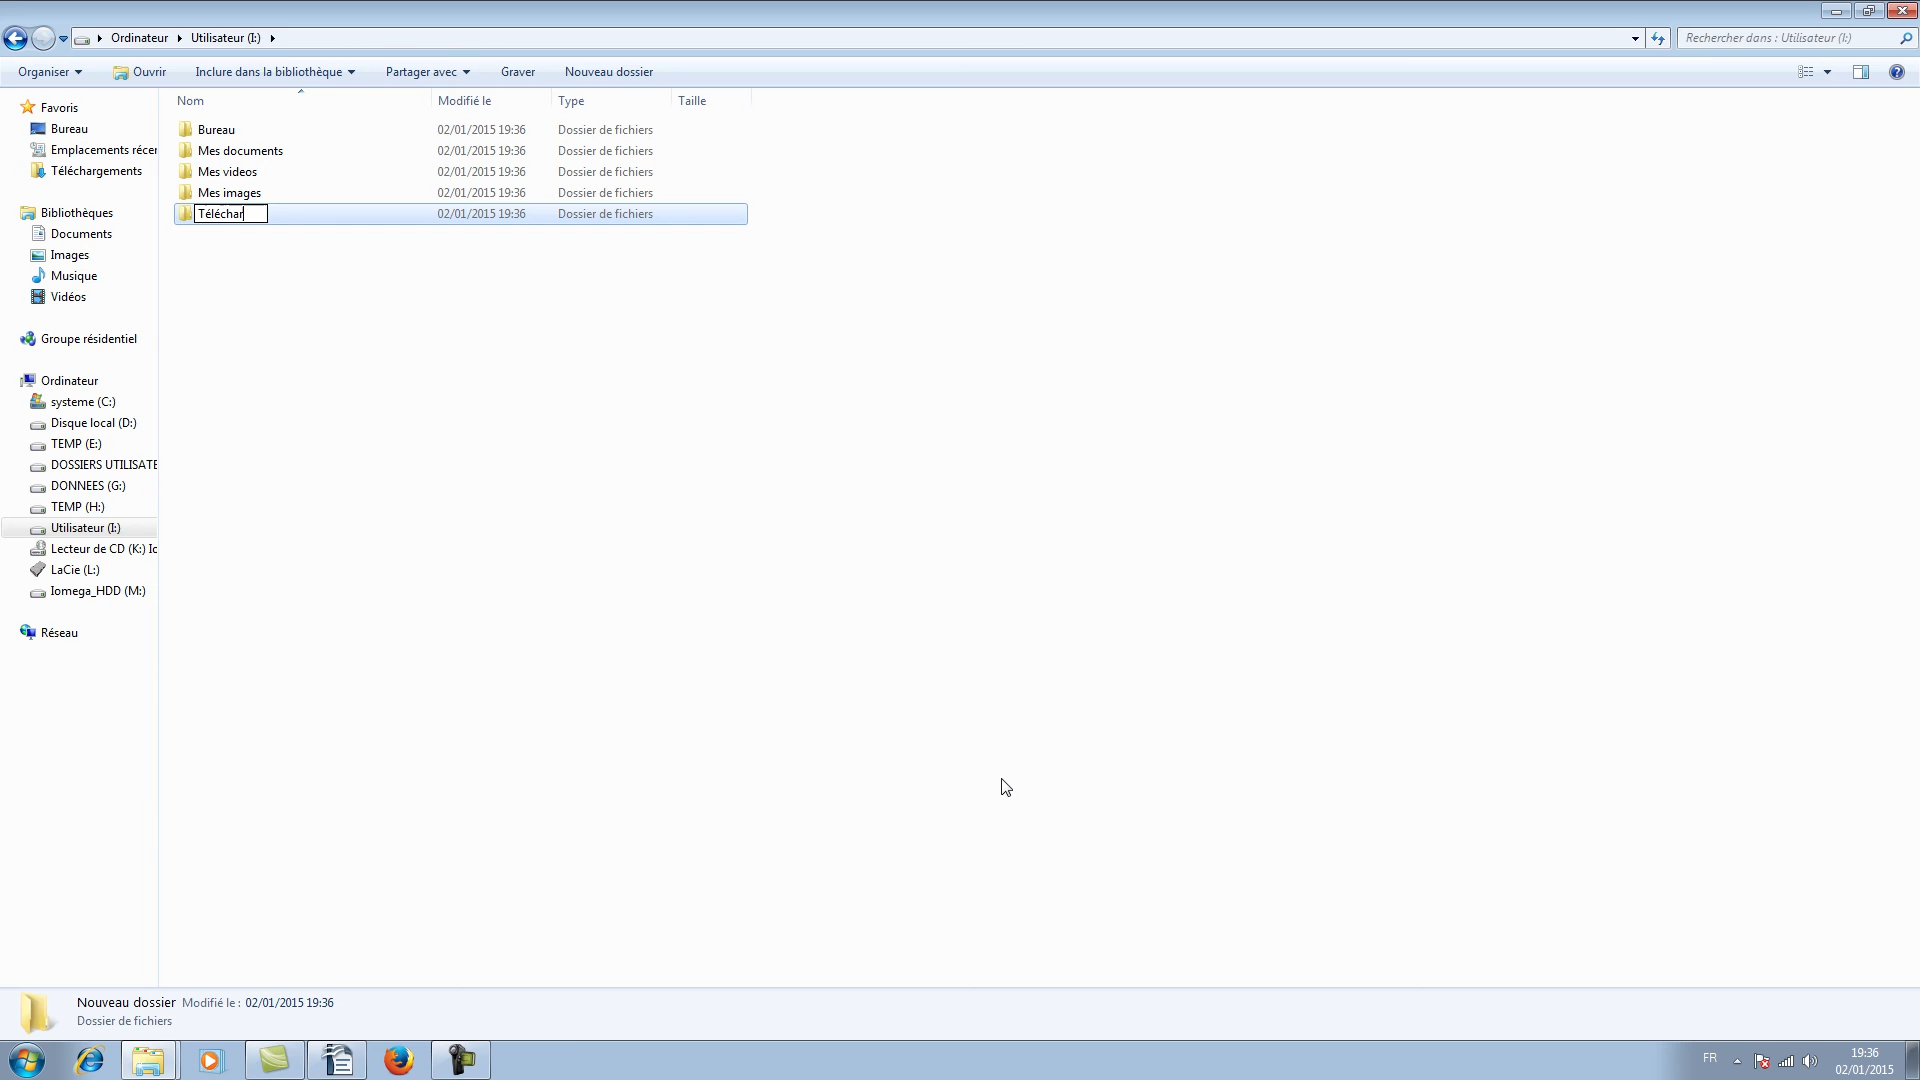 Ordinateur Utilisateur (I:)
Rechercher dans : Utilisateur (I:)
Organiser Ouvrir Inclure dans la bibliothèque Partager avec Graver Nouveau dossier
Nom Modifié le Type Taille
Favoris
Bureau
Emplacements récer
Téléchargements
Bibliothèques
Documents
Images
Musique
Vidéos
Groupe résidentiel
Ordinateur
systeme (C:)
Disque local (D:)
TEMP (E:)
DOSSIERS UTILISATE
DONNEES (G:)
TEMP (H:)
Utilisateur (I:)
Lecteur de CD (K:) Io
LaCie (L:)
Iomega_HDD (M:)
Réseau
Bureau 02/01/2015 19:36 Dossier de fichiers
Mes documents 02/01/2015 19:36 Dossier de fichiers
Mes videos 02/01/2015 19:36 Dossier de fichiers
Mes images 02/01/2015 19:36 Dossier de fichiers
Téléchar 02/01/2015 19:36 Dossier de fichiers
Nouveau dossier Modifié le : 02/01/2015 19:36
Dossier de fichiers
FR
19:36
02/01/2015